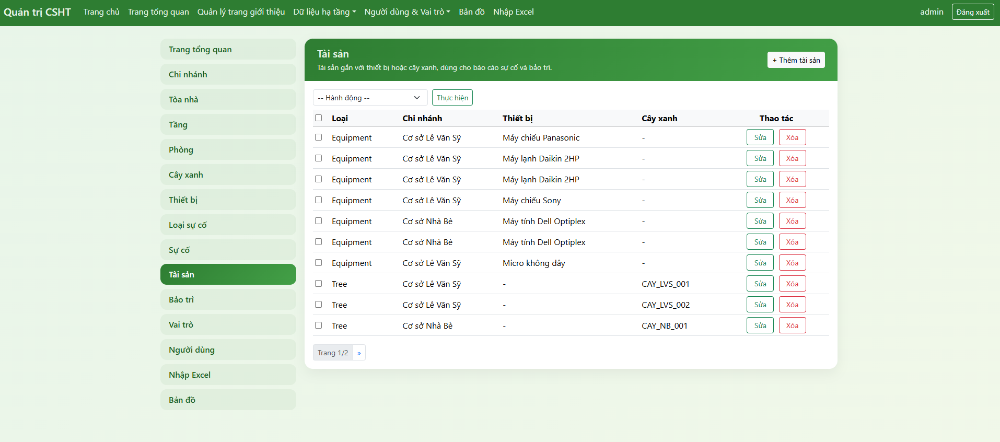 Quản trị CSHT Trang chủ Trang tổng quan Quản lý trang giới thiệu Dữ liệu hạ tầng Người dùng & Vai trò Bản đồ Nhập Excel admin Đăng xuất
Trang tổng quan
Chi nhánh
Tòa nhà
Tầng
Phòng
Cây xanh
Thiết bị
Loại sự cố
Sự cố
Tài sản
Bảo trì
Vai trò
Người dùng
Nhập Excel
Bản đồ
Tài sản
Tài sản gắn với thiết bị hoặc cây xanh, dùng cho báo cáo sự cố và bảo trì.
+ Thêm tài sản
-- Hành động -- Thực hiện
Loại Chi nhánh Thiết bị Cây xanh Thao tác
Equipment Cơ sở Lê Văn Sỹ Máy chiếu Panasonic - Sửa Xóa
Equipment Cơ sở Lê Văn Sỹ Máy lạnh Daikin 2HP - Sửa Xóa
Equipment Cơ sở Lê Văn Sỹ Máy lạnh Daikin 2HP - Sửa Xóa
Equipment Cơ sở Lê Văn Sỹ Máy chiếu Sony - Sửa Xóa
Equipment Cơ sở Nhà Bè Máy tính Dell Optiplex - Sửa Xóa
Equipment Cơ sở Nhà Bè Máy tính Dell Optiplex - Sửa Xóa
Equipment Cơ sở Lê Văn Sỹ Micro không dây - Sửa Xóa
Tree Cơ sở Lê Văn Sỹ - CAY_LVS_001 Sửa Xóa
Tree Cơ sở Lê Văn Sỹ - CAY_LVS_002 Sửa Xóa
Tree Cơ sở Nhà Bè - CAY_NB_001 Sửa Xóa
Trang 1/2 »